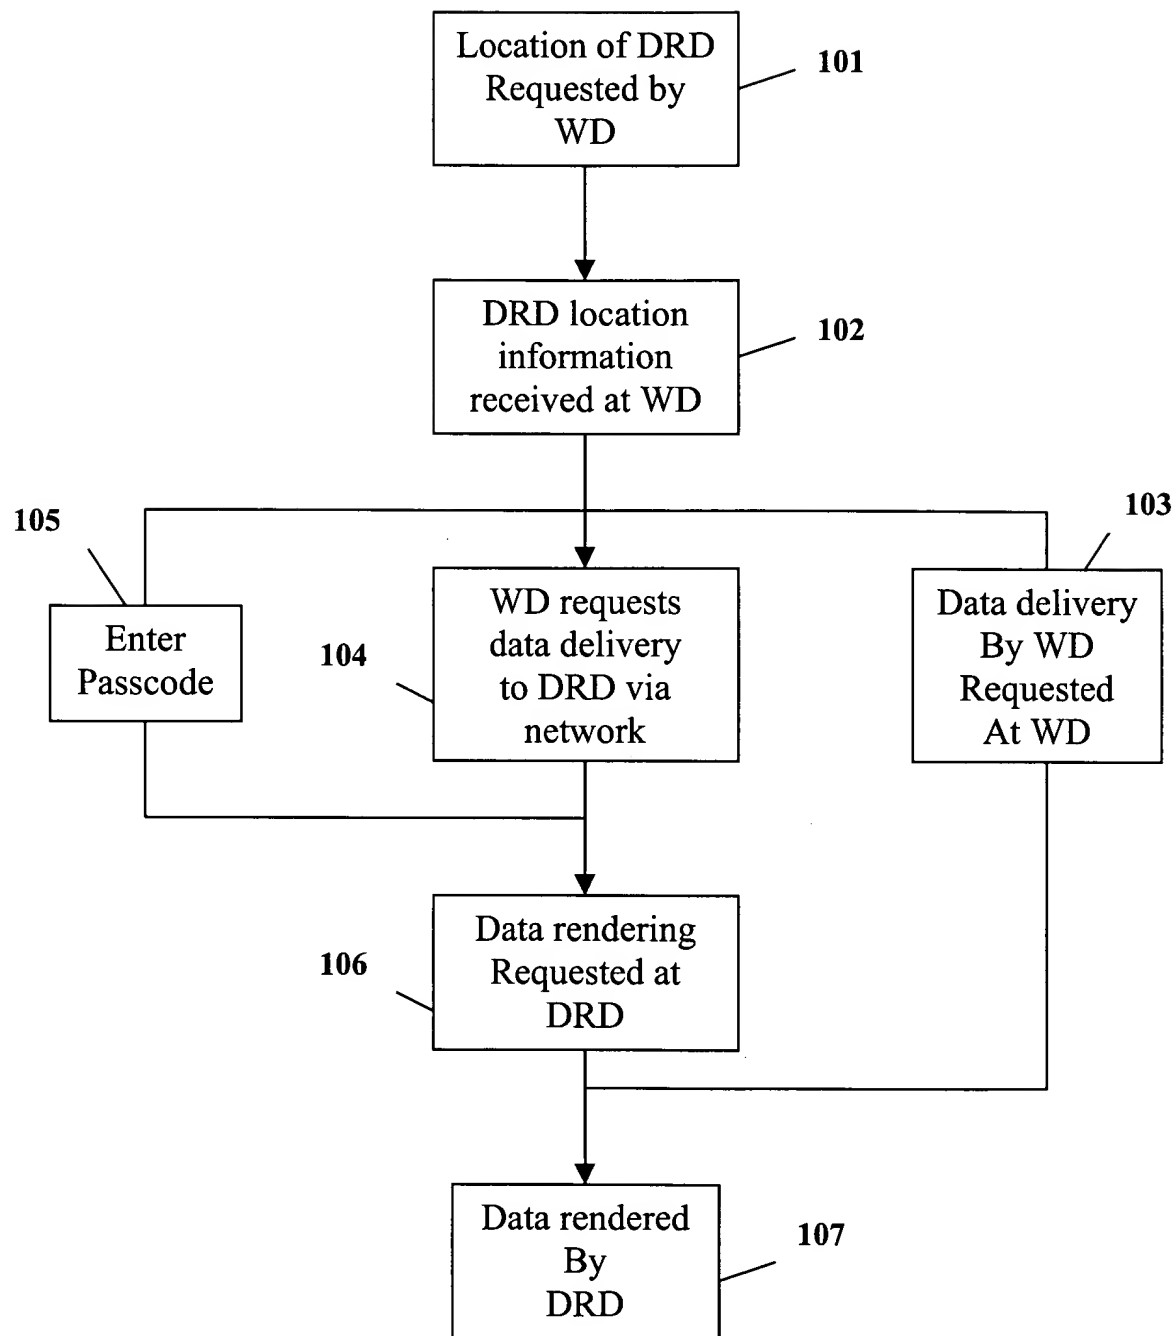 Location of DRD
Requested by
WD
101
DRD location
information
received at WD
102
105
103
Enter
Passcode
104
WD requests
data delivery
to DRD via
network
Data delivery
By WD
Requested
At WD
106
Data rendering
Requested at
DRD
Data rendered
By
DRD
107